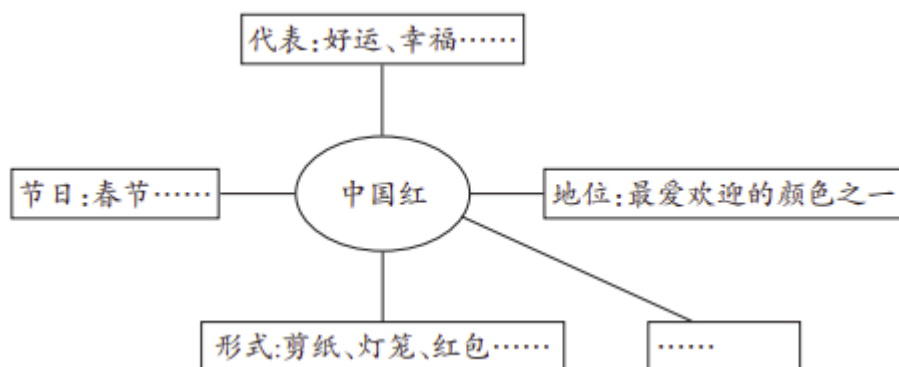 代表:好运、幸福……
节日:春节……
中国红
地位:最爱欢迎的颜色之一
形式:剪纸、灯笼、红包……
……